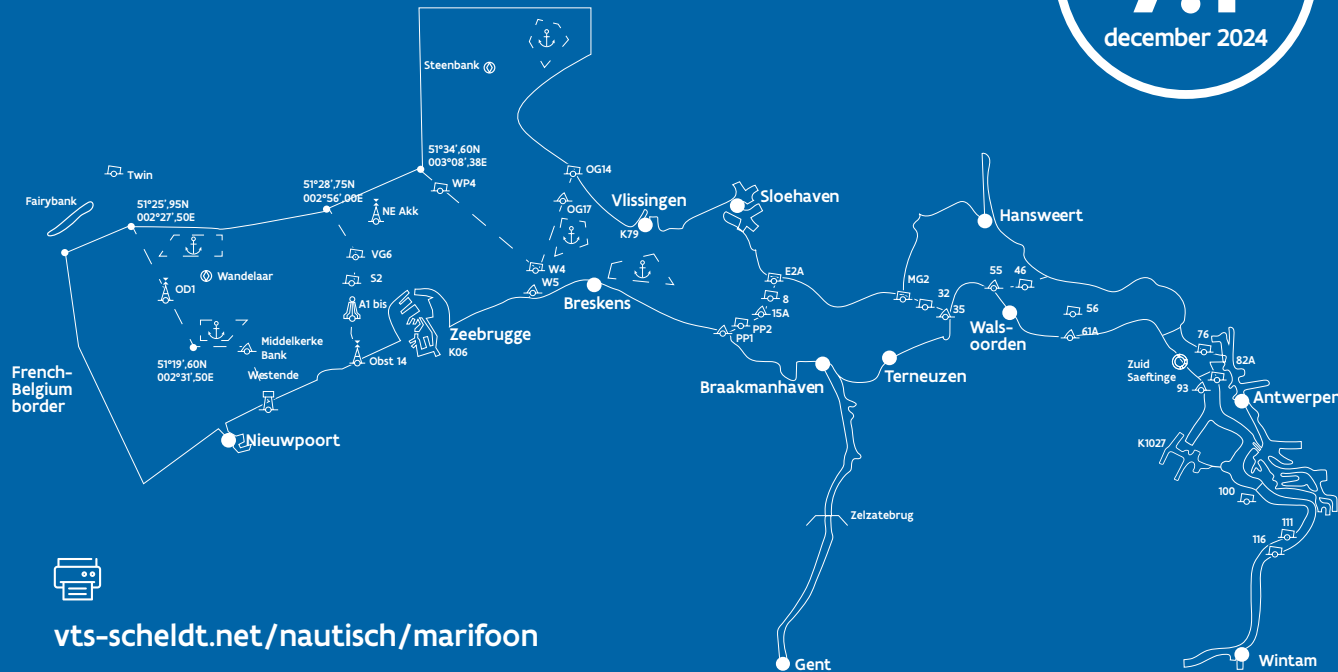 december 2024
Steenbank
51°34',60N
003°08',38E
Twin
WP4
OG14
51°28',75N
002°56',00E
Vlissingen
Sloehaven
Fairybank
51°25',95N
002°27',50E
NE Akk
OG17
K79
Hansweert
VG6
Wandelaar
S2
W4
W5
E2A
MG2
55
46
OD1
A1 bis
Breskens
8
32
15A
35
56
Zeebrugge
K06
PP2
PP1
Wals-
oorden
61A
Middelkerke
Bank
Obst 14
76
82A
51°19',60N
002°31',50E
Westende
French-
Belgium
border
Braakmanhaven
Terneuzen
Zuid
Saeftinge
93
Antwerpen
Nieuwpoort
K1027
100
Zelzatebrug
111
116
vts-scheldt.net/nautisch/marifoon
Gent
Wintam